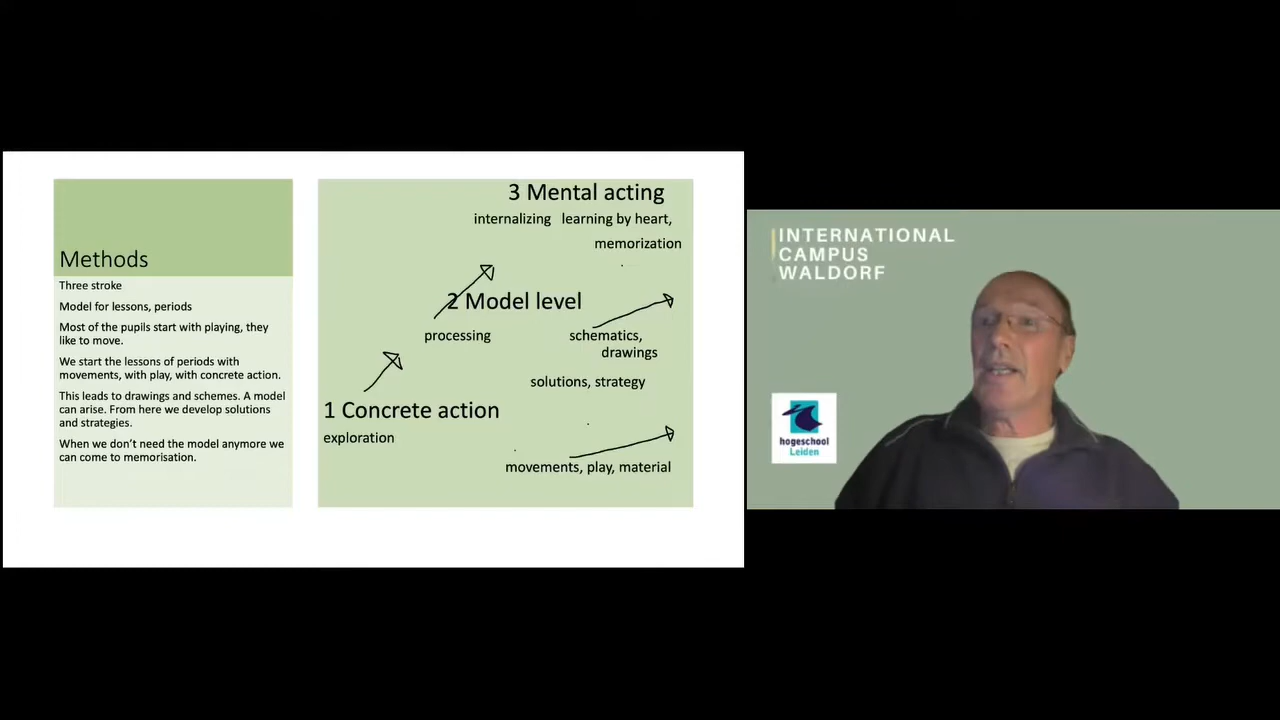 Methods
Three stroke
Model for lessons, periods
Most of the pupils start with playing, they
like to move.
We start the lessons of periods with
movements, with play, with concrete action.
This leads to drawings and schemes. A model
can arise. From here we develop solutions
and strategies.
When we don't need the model anymore we
can come to memorisation.
3 Mental acting
internalizing learning by heart,
memorization
2 Model level
processing
schematics,
drawings
solutions, strategy
1 Concrete action
exploration
movements, play, material
INTERNATIONAL
CAMPUS
WALDORF
hogeschool
Leiden